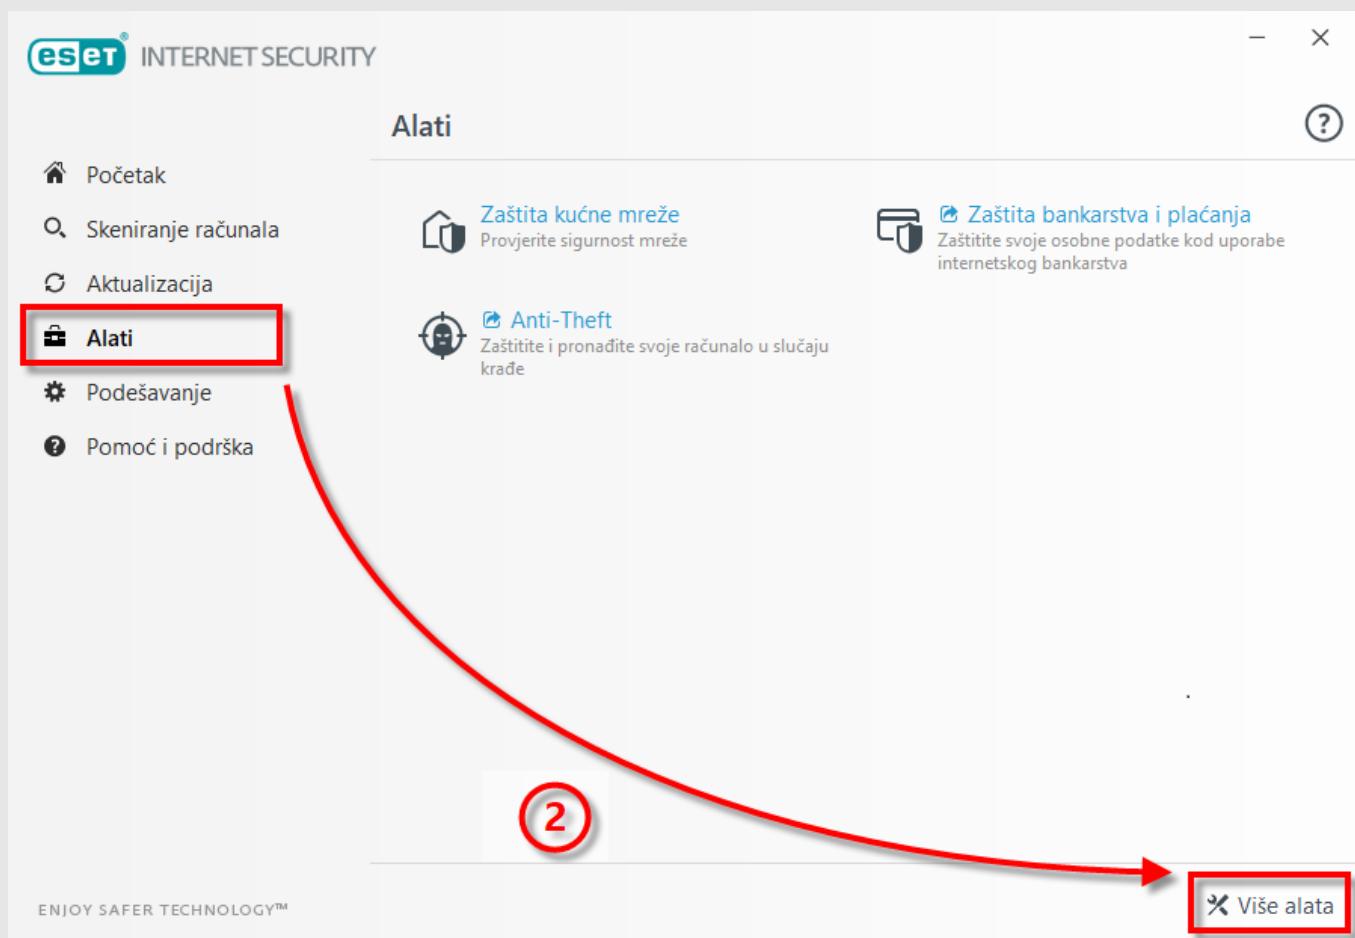 eset® INTERNET SECURITY
Alati
Početak
Skeniranje računala
Aktualizacija
Alati
Podešavanje
Pomoć i podrška
Zaštita kućne mreže
Provjerite sigurnost mreže
Zaštita bankarstva i plaćanja
Zaštitite svoje osobne podatke kod uporabe
internetskog bankarstva
Anti-Theft
Zaštitite i pronađite svoje računalo u slučaju
krađe
2
ENJOY SAFER TECHNOLOGY™
Više alata